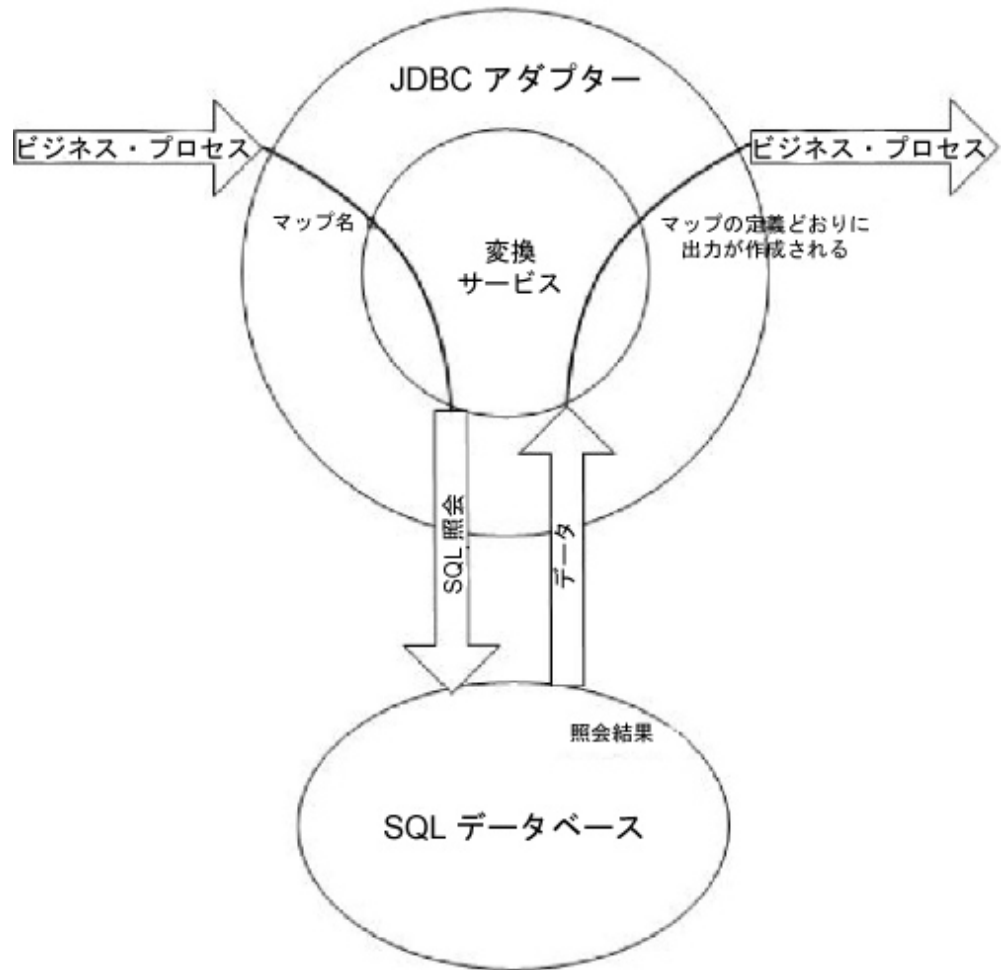 JDBC アダプター
ビジネス・プロセス
ビジネス・プロセス
マップ名
マップの定義どおりに
出力が作成される
変換
サービス
SQL 照会
データ
照会結果
SQL データベース